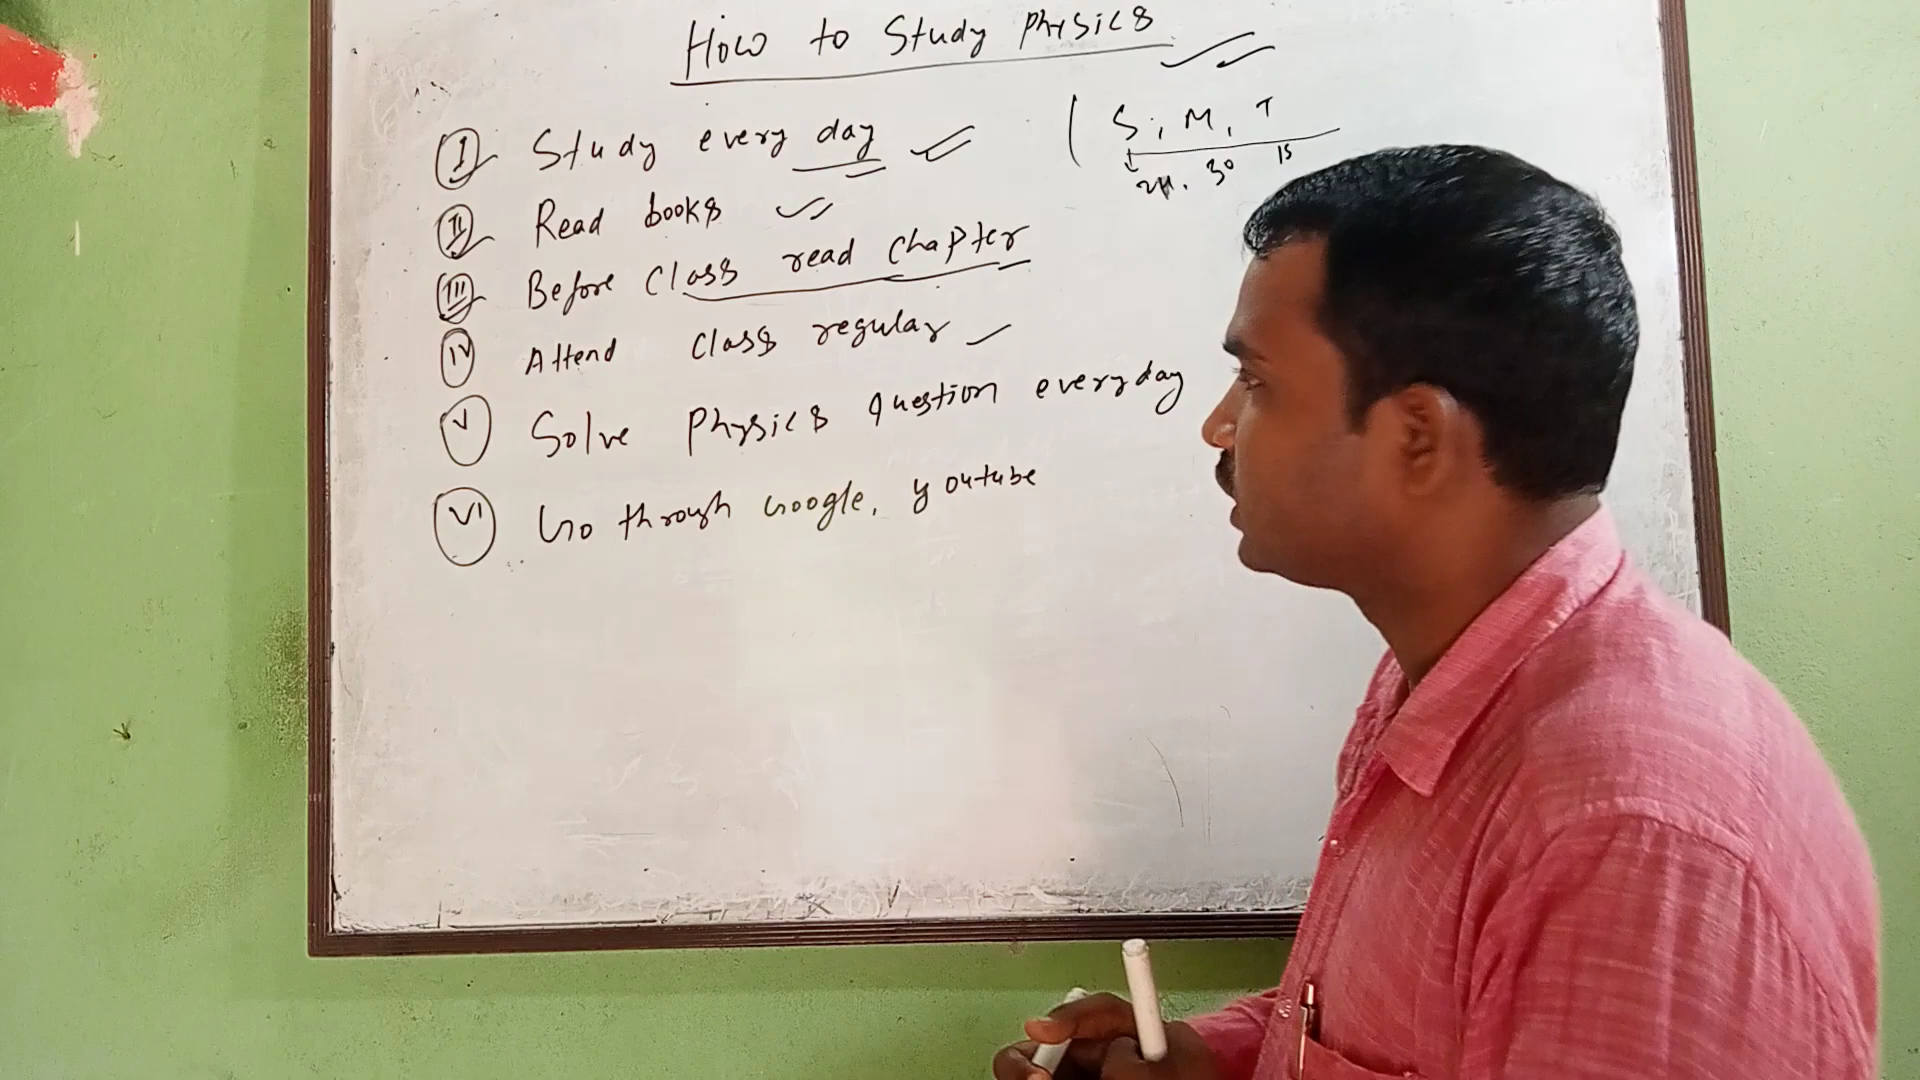 How to Study Physics
( S, M, T
2H. 30 15
I Study every day
II Read books
III Before Class read Chapter
IV Attend Class regular
V Solve Physics question everyday
VI Go through Google, youtube